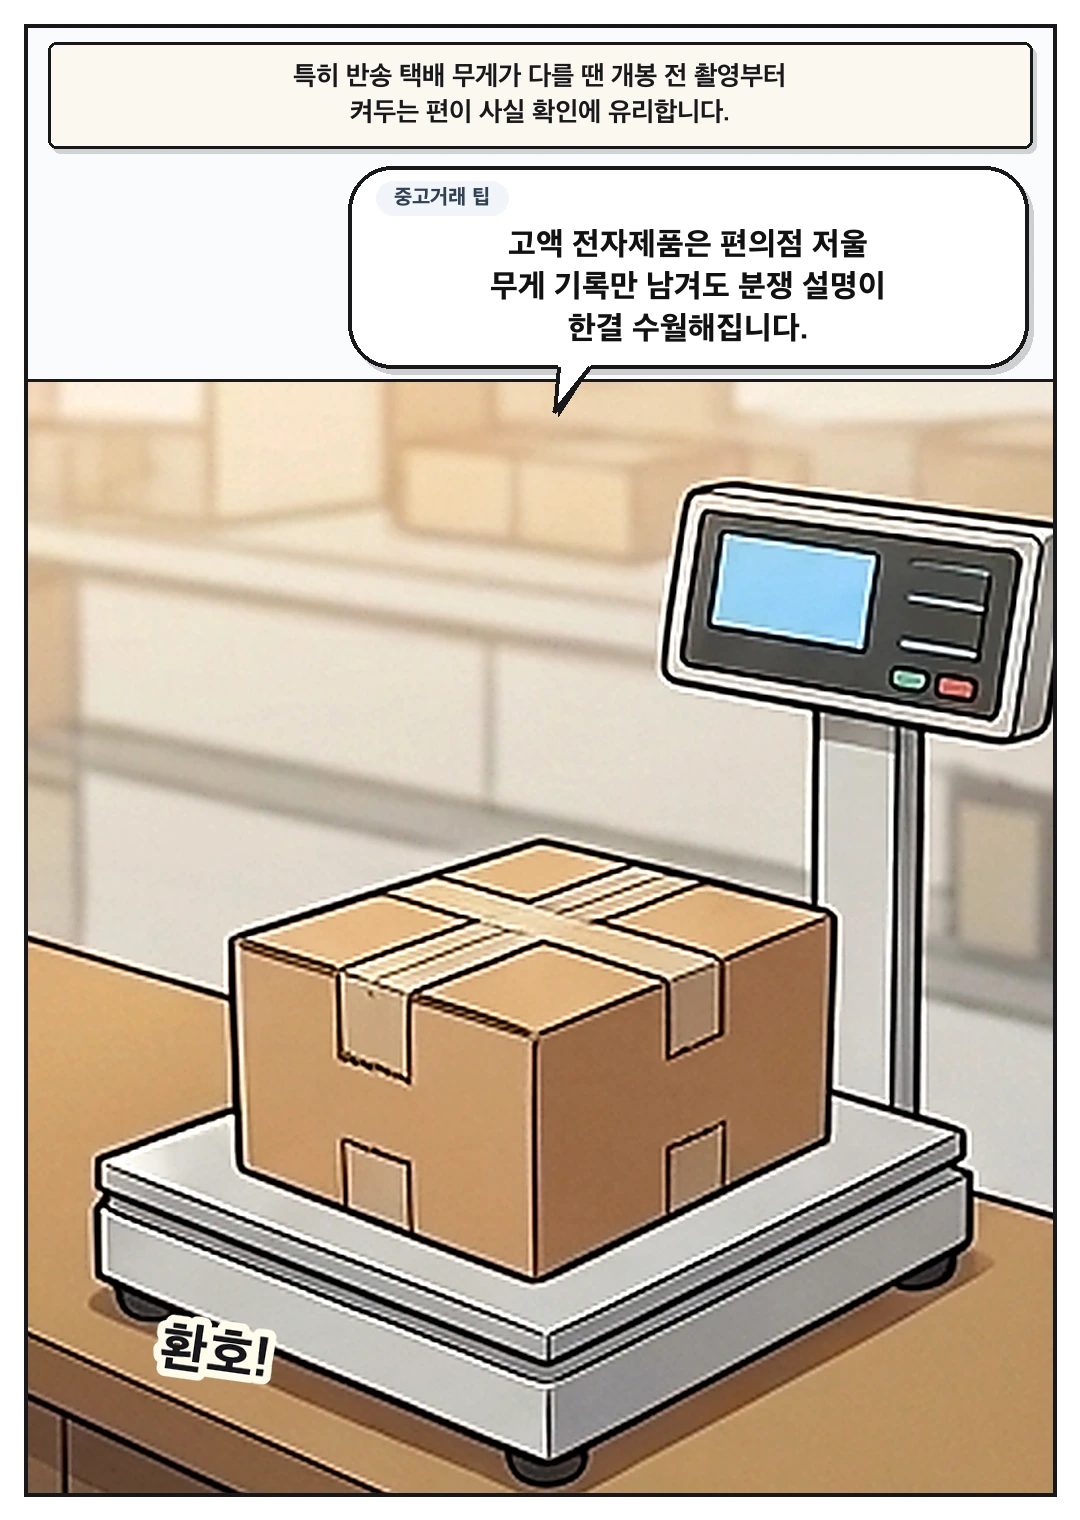 특히 반송 택배 무게가 다를 땐 개봉 전 촬영부터
켜두는 편이 사실 확인에 유리합니다.
중고거래 팁
고액 전자제품은 편의점 저울
무게 기록만 남겨도 분쟁 설명이
한결 수월해집니다.
환호!